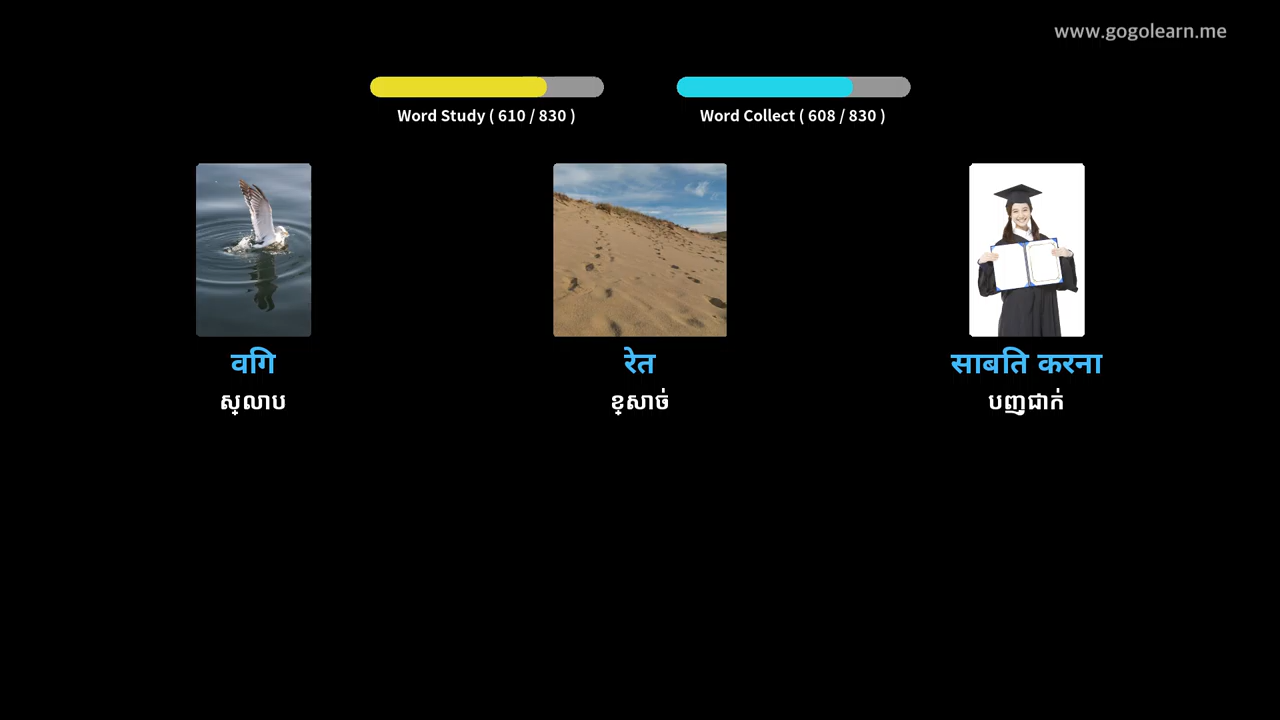 www.gogolearn.me
Word Study ( 610 / 830 )
Word Collect ( 608 / 830 )
वगि
रेत
साबति करना
ស្លាប
ខ្សាច់
បញ្ជាក់